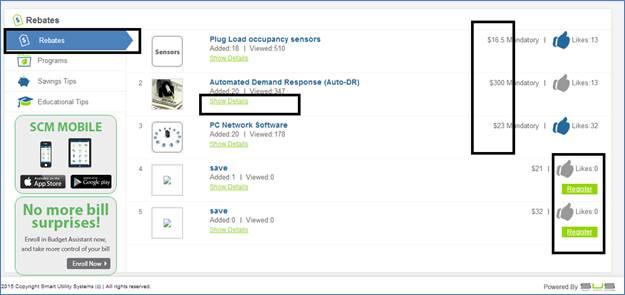 Rebates
Rebates
Programs
Savings Tips
Educational Tips
SCM MOBILE
Available on the
App Store
Google play
No more bill
surprises!
Enroll in Budget Assistant now,
and take more control of your bill
Enroll Now
Sensors
Plug Load occupancy sensors
Added:18 | Viewed:510
Show Details
$16.5 Mandatory | Likes:13
2
Automated Demand Response (Auto-DR)
Added:20 | Viewed:347
Show Details
$300 Mandatory | Likes:13
3
PC Network Software
Added:20 | Viewed:178
Show Details
$23 Mandatory | Likes:32
4
save
Added:1 | Viewed:0
Show Details
$21 | Likes:0
Register
5
save
Added:0 | Viewed:0
Show Details
$32 | Likes:0
Register
2015 Copyright Smart Utility Systems (c) | All rights reserved.
Powered By SUS